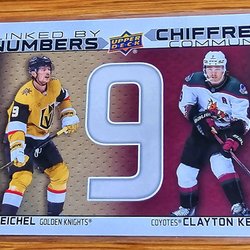 LINKED BY
NUMBERS
UPPER
DECK
CHIFFRE
COMMUN
9
EICHEL GOLDEN KNIGHTS®
COYOTES® CLAYTON KE